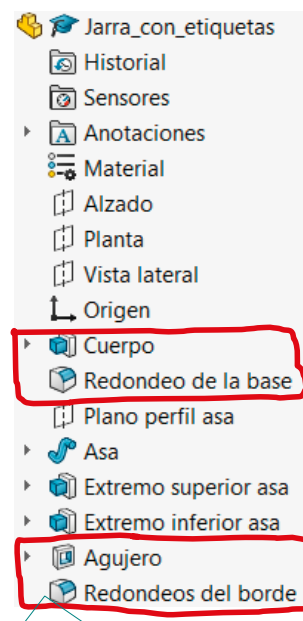 Jarra_con_etiquetas
Historial
Sensores
Anotaciones
Material
Alzado
Planta
Vista lateral
Origen
Cuerpo
Redondeo de la base
Plano perfil asa
Asa
Extremo superior asa
Extremo inferior asa
Agujero
Redondeos del borde